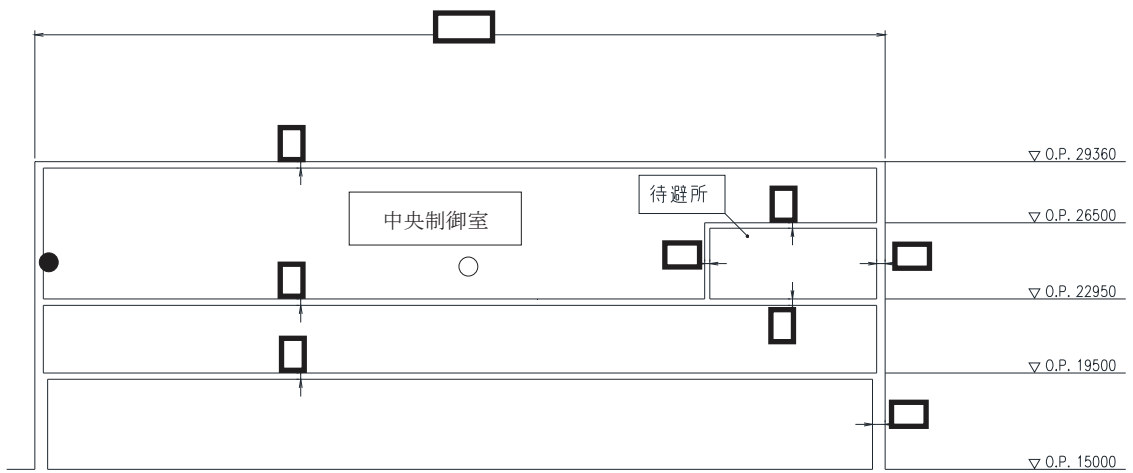 ▽ O.P. 29360
待避所
中央制御室
▽ O.P. 26500
▽ O.P. 22950
▽ O.P. 19500
▽ O.P. 15000